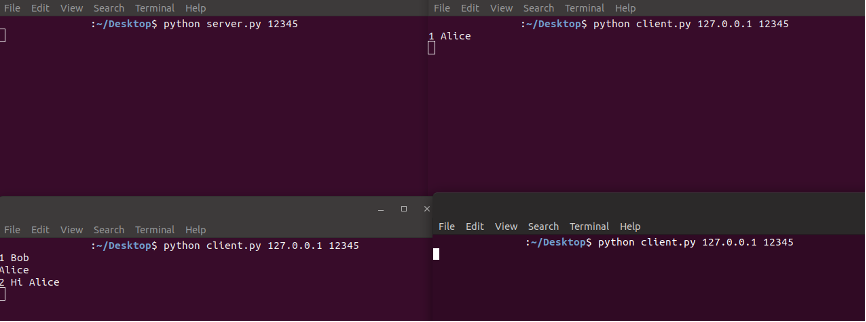 File Edit View Search Terminal Help
:~/Desktop$ python server.py 12345
File Edit View Search Terminal Help
:~/Desktop$ python client.py 127.0.0.1 12345
1 Alice
File Edit View Search Terminal Help
:~/Desktop$ python client.py 127.0.0.1 12345
1 Bob
Alice
2 Hi Alice
File Edit View Search Terminal Help
:~/Desktop$ python client.py 127.0.0.1 12345